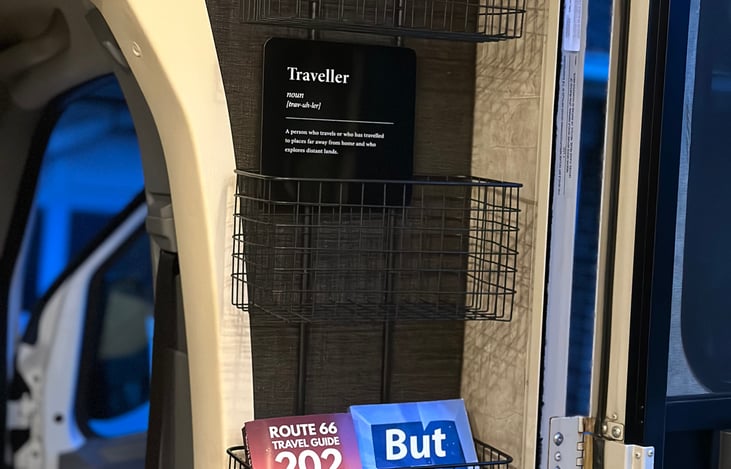 Traveller
noun
[trav-uh-ler]
A person who travels or who has travelled
to places far away from home and who
explores distant lands.
ROUTE 66
TRAVEL GUIDE
202
But